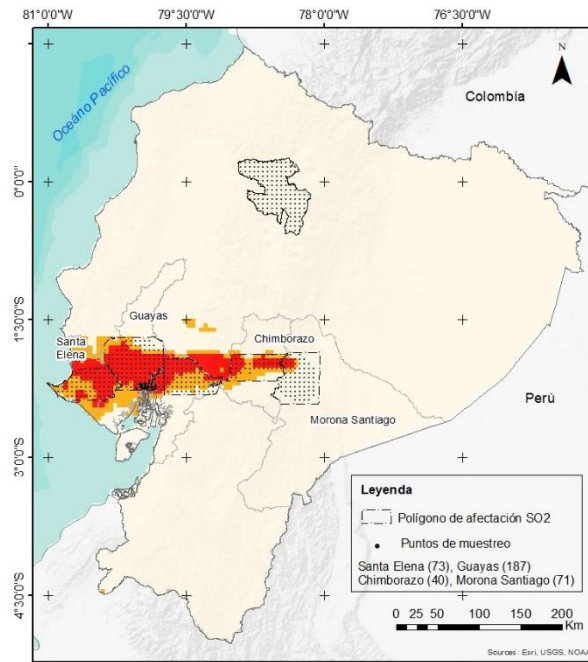 81°0'0"W 79°30'0"W 78°0'0"W 76°30'0"W
N
Océano Pacífico
Colombia
0°0'0"
Guayas
1°30'0"S
Santa
Elena
Chimborazo
Perú
Morona Santiago
3°0'0"S
Leyenda
Polígono de afectación SO2
Puntos de muestreo
Santa Elena (73), Guayas (187)
Chimborazo (40), Morona Santiago (71)
4°30'0"S
0 25 50 100 150 200
Km
Sources: Esri, USGS, NOAA